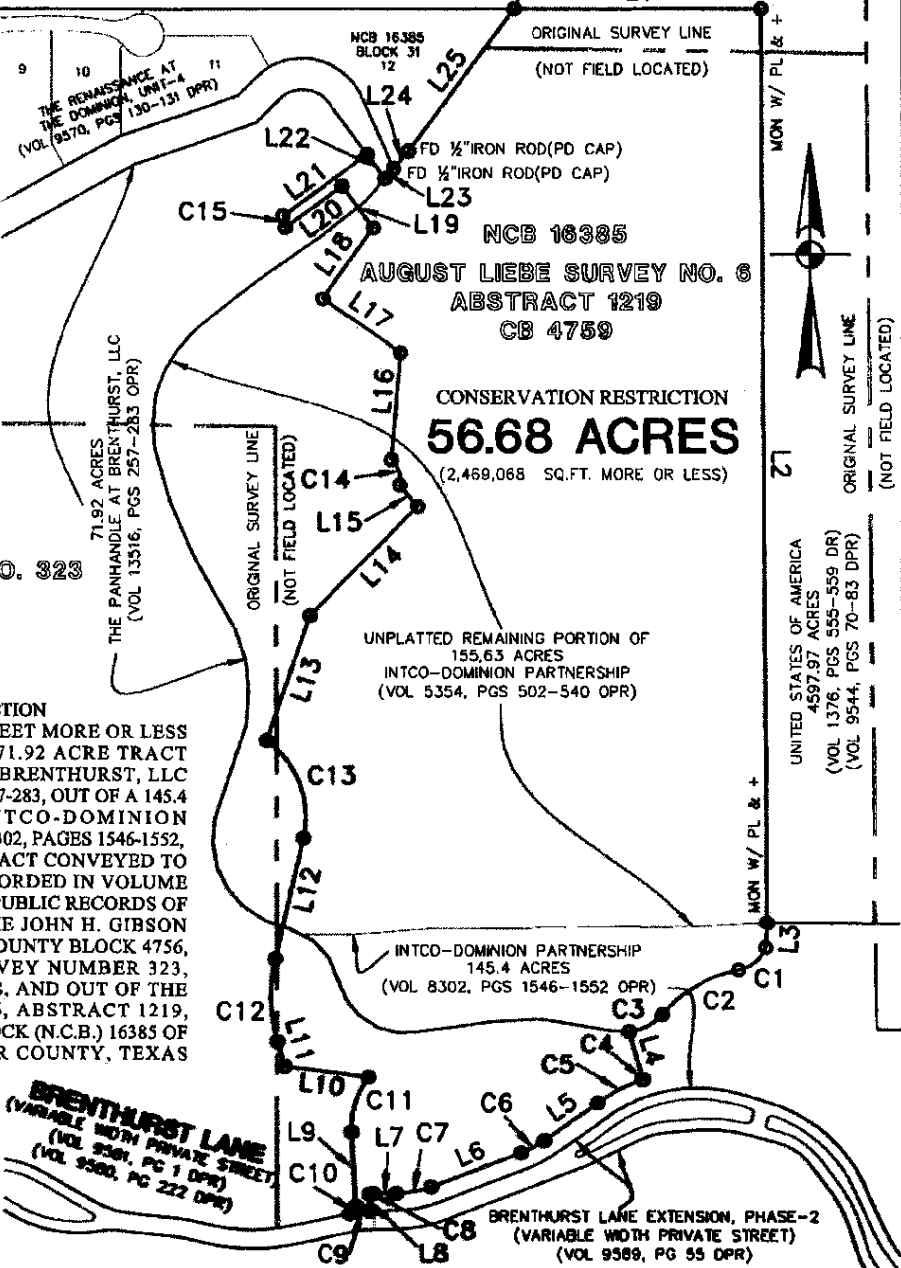 ORIGINAL SURVEY LINE
(NOT FIELD LOCATED)
MON W/ PL & +
NCB 16385
BLOCK 31
12
9
10
11
THE RENAISSANCE AT
THE DOMINION, UNIT-4
(VOL 9570, PGS 130-131 DPR)
L25
L24
L22
FD ½"IRON ROD(PD CAP)
FD ½"IRON ROD(PD CAP)
L23
L21
L20
C15
L19
L18
NCB 16385
AUGUST LIEBE SURVEY NO. 6
ABSTRACT 1219
CB 4759
L17
L16
CONSERVATION RESTRICTION
56.68 ACRES
(2,469,068 SQ.FT. MORE OR LESS)
C14
L15
L14
L2
ORIGINAL SURVEY LINE
(NOT FIELD LOCATED)
71.92 ACRES
THE PANHANDLE AT BRENTHURST, LLC
(VOL 13516, PGS 257-283 OPR)
ORIGINAL SURVEY LINE
(NOT FIELD LOCATED)
O. 323
UNITED STATES OF AMERICA
4597.97 ACRES
(VOL 1376, PGS 555-559 DR)
(VOL 9544, PGS 70-83 DPR)
UNPLATTED REMAINING PORTION OF
155.63 ACRES
INTCO-DOMINION PARTNERSHIP
(VOL 5354, PGS 502-540 OPR)
L13
C13
L12
MON W/ PL & +
CTION
EET MORE OR LESS
71.92 ACRE TRACT
BRENTHURST, LLC
7-283, OUT OF A 145.4
NTCO-DOMINION
302, PAGES 1546-1552,
ACT CONVEYED TO
ORDED IN VOLUME
PUBLIC RECORDS OF
E JOHN H. GIBSON
OUNTY BLOCK 4756,
VEY NUMBER 323,
S, AND OUT OF THE
6, ABSTRACT 1219,
OCK (N.C.B.) 16385 OF
R COUNTY, TEXAS
INTCO-DOMINION PARTNERSHIP
145.4 ACRES
(VOL 8302, PGS 1546-1552 OPR)
L3
C1
C2
C3
C4
L4
C5
C12
L11
L10
C11
C6
L5
L9
L7
C7
L6
C10
C8
C9
L8
BRENTHURST LANE
(VARIABLE WIDTH PRIVATE STREET)
(VOL 9561, PG 1 DPR)
(VOL 9560, PG 222 DPR)
BRENTHURST LANE EXTENSION, PHASE-2
(VARIABLE WIDTH PRIVATE STREET)
(VOL 9589, PG 55 DPR)